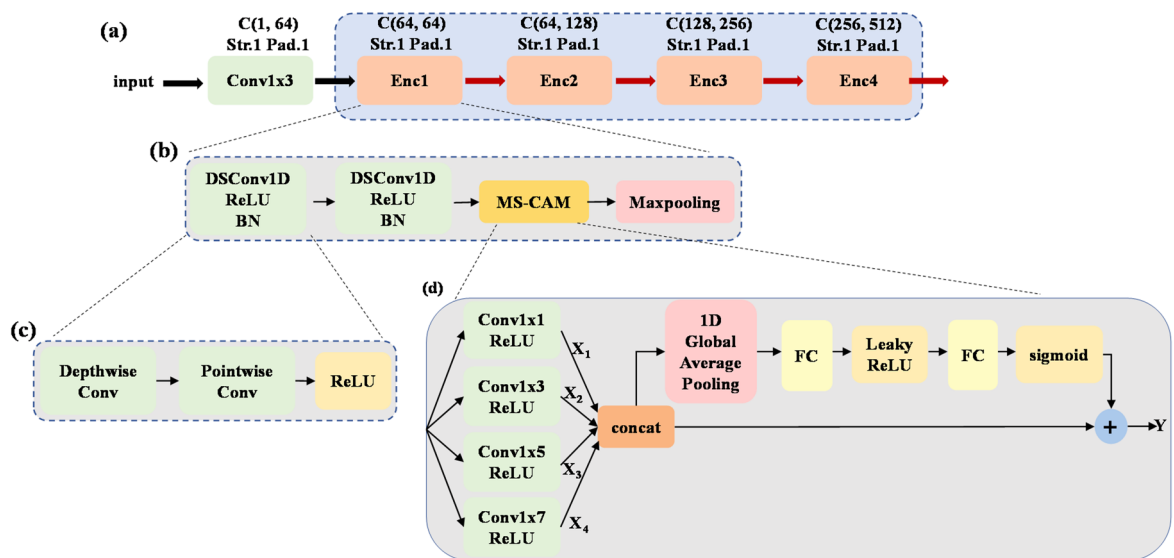 (a)
C(1, 64)
Str.1 Pad.1
C(64, 64)
Str.1 Pad.1
C(64, 128)
Str.1 Pad.1
C(128, 256)
Str.1 Pad.1
C(256, 512)
Str.1 Pad.1
input
Conv1x3
Enc1
Enc2
Enc3
Enc4
(b)
DSConv1D
ReLU
BN
DSConv1D
ReLU
BN
MS-CAM
Maxpooling
(c)
Depthwise
Conv
Pointwise
Conv
ReLU
(d)
Conv1x1
ReLU
X₁
Conv1x3
ReLU
X₂
Conv1x5
ReLU
X₃
Conv1x7
ReLU
X₄
concat
1D
Global
Average
Pooling
FC
Leaky
ReLU
FC
sigmoid
+
Y